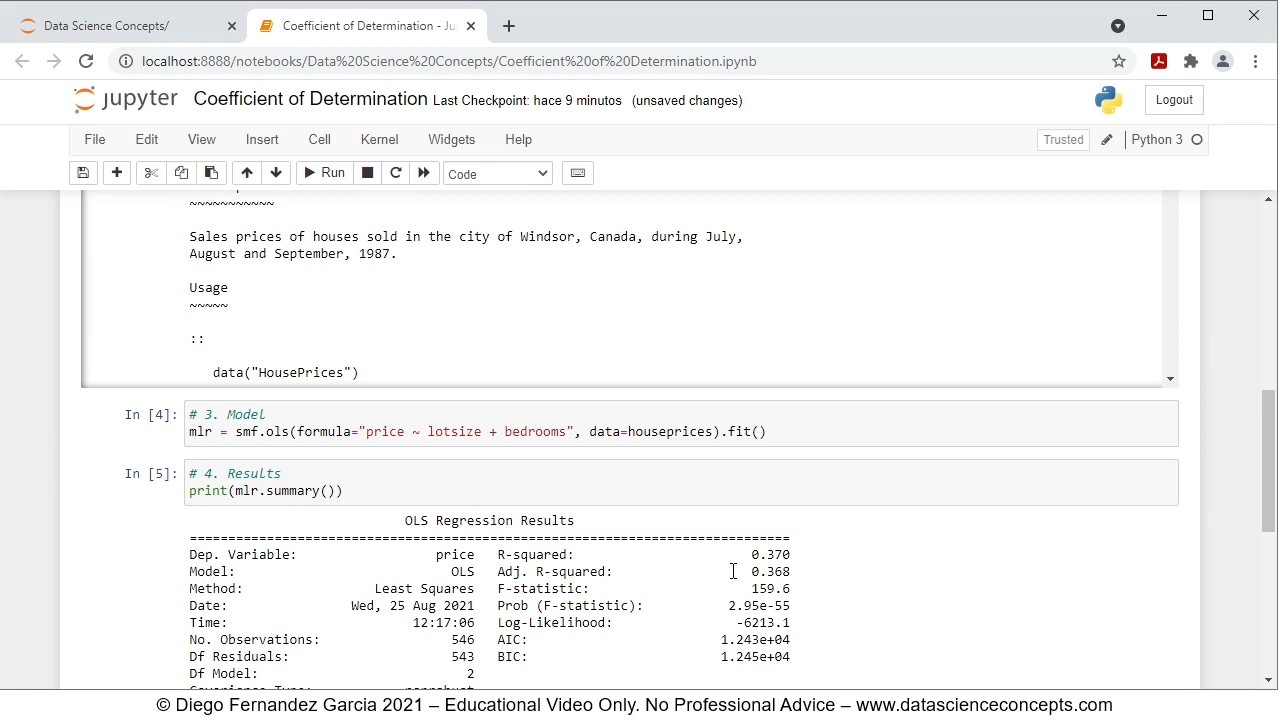 Data Science Concepts/
Coefficient of Determination - Ju
localhost:8888/notebooks/Data%20Science%20Concepts/Coefficient%20of%20Determination.ipynb
jupyter Coefficient of Determination Last Checkpoint: hace 9 minutos (unsaved changes)
Logout
File Edit View Insert Cell Kernel Widgets Help
Trusted
Python 3
Run
Code
~~~~~~~~~~~
Sales prices of houses sold in the city of Windsor, Canada, during July,
August and September, 1987.
Usage
~~~~~
::
data("HousePrices")
In [4]: # 3. Model
mlr = smf.ols(formula="price ~ lotsize + bedrooms", data=houseprices).fit()
In [5]: # 4. Results
print(mlr.summary())
OLS Regression Results
==============================================================================
Dep. Variable: price R-squared: 0.370
Model: OLS Adj. R-squared: 0.368
Method: Least Squares F-statistic: 159.6
Date: Wed, 25 Aug 2021 Prob (F-statistic): 2.95e-55
Time: 12:17:06 Log-Likelihood: -6213.1
No. Observations: 546 AIC: 1.243e+04
Df Residuals: 543 BIC: 1.245e+04
Df Model: 2
© Diego Fernandez Garcia 2021 – Educational Video Only. No Professional Advice – www.datascienceconcepts.com